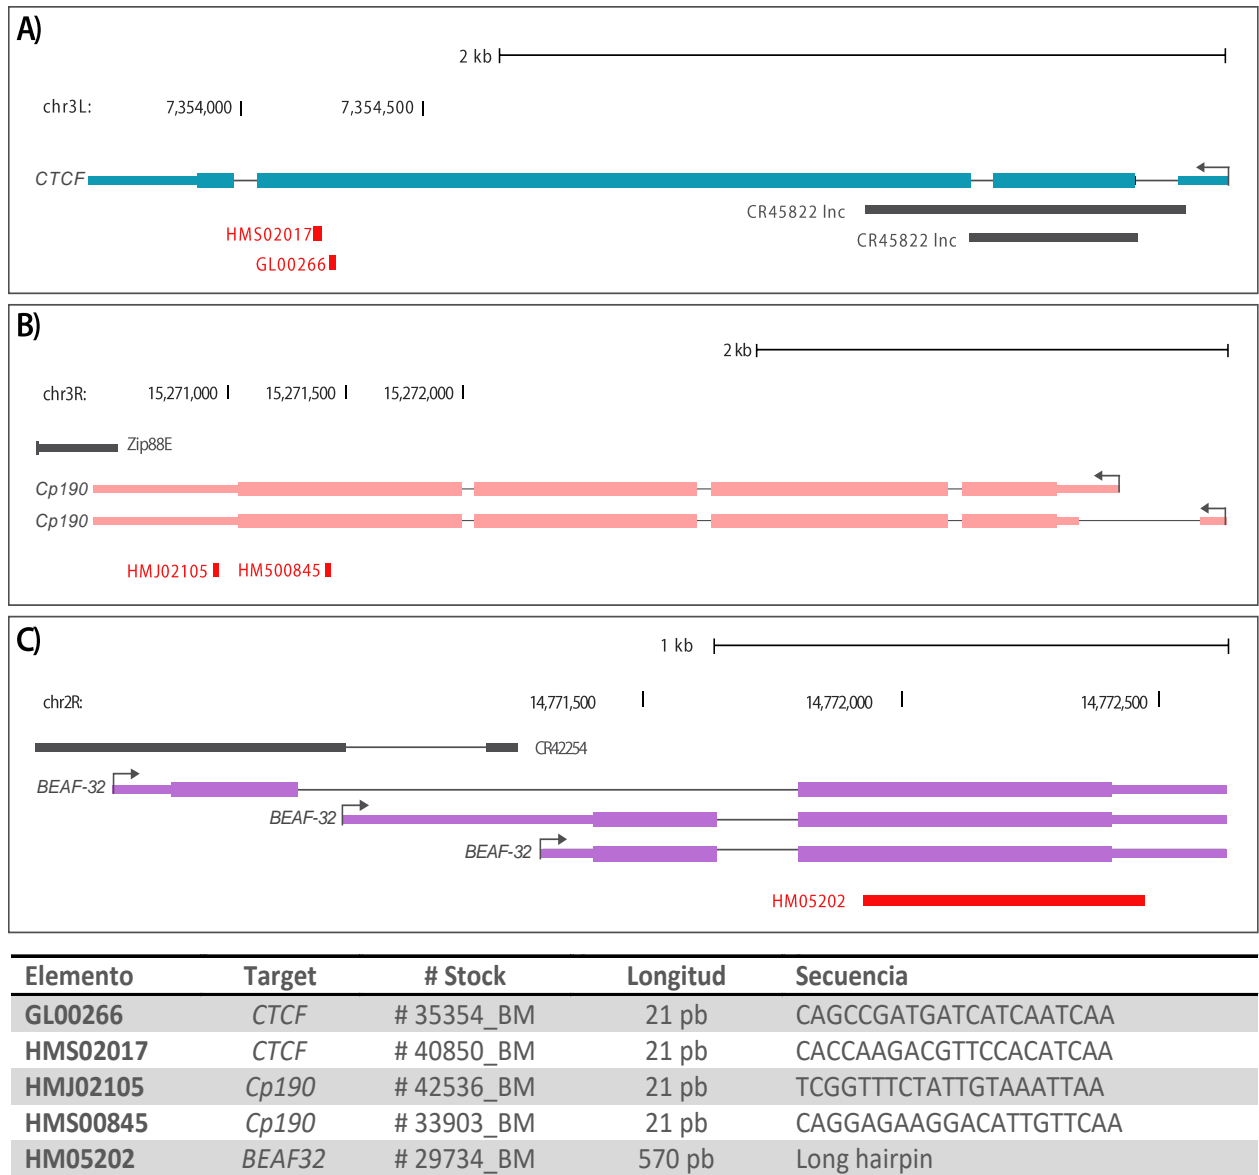 A)
2 kb
chr3L: 7,354,000 7,354,500
CTCF
CR45822 Inc
HMS02017
CR45822 Inc
GL00266
B)
2 kb
chr3R: 15,271,000 15,271,500 15,272,000
Zip88E
Cp190
Cp190
HMJ02105 HM500845
C)
1 kb
chr2R: 14,771,500 14,772,000 14,772,500
CR42254
BEAF-32
BEAF-32
BEAF-32
HM05202
Elemento Target # Stock Longitud Secuencia
GL00266 CTCF # 35354_BM 21 pb CAGCCGATGATCATCAATCAA
HMS02017 CTCF # 40850_BM 21 pb CACCAAGACGTTCCACATCAA
HMJ02105 Cp190 # 42536_BM 21 pb TCGGTTTCTATTGTAAATTAA
HMS00845 Cp190 # 33903_BM 21 pb CAGGAGAAGGACATTGTTCAA
HM05202 BEAF32 # 29734_BM 570 pb Long hairpin